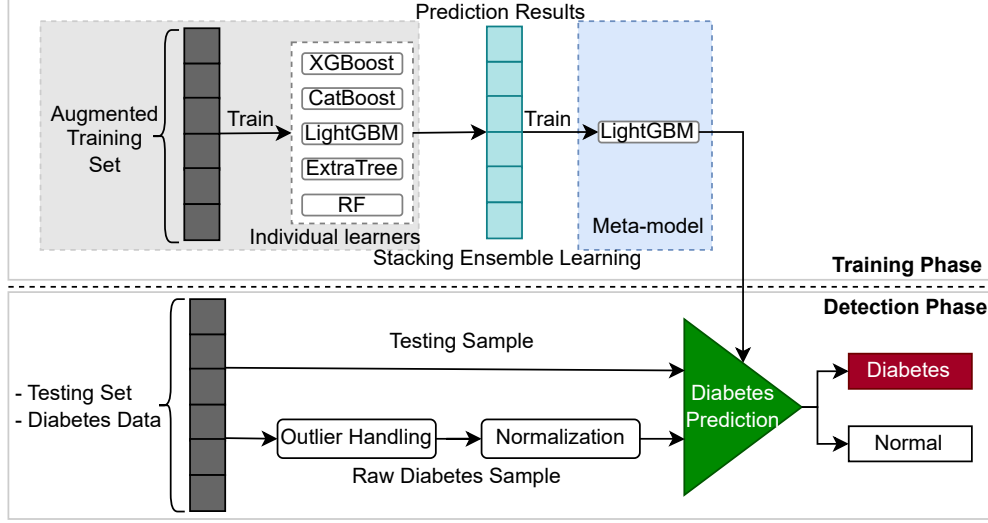 Prediction Results
Augmented
Training
Set
Train
XGBoost
CatBoost
LightGBM
ExtraTree
RF
Individual learners
Train
LightGBM
Meta-model
Stacking Ensemble Learning
Training Phase
Detection Phase
- Testing Set
- Diabetes Data
Testing Sample
Outlier Handling
Normalization
Raw Diabetes Sample
Diabetes
Prediction
Diabetes
Normal